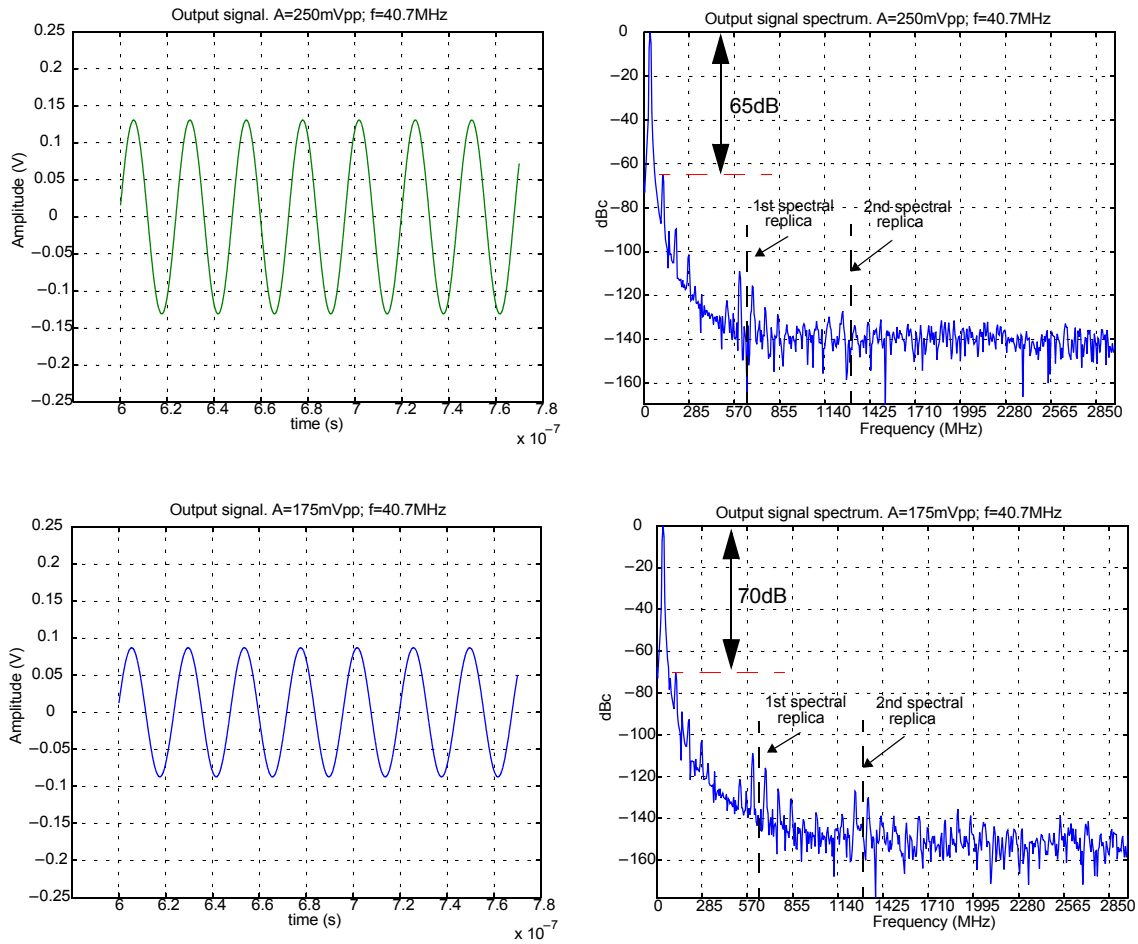 Output signal. A=250mVpp; f=40.7MHz
0.25
0.2
0.15
0.1
0.05
0
−0.05
−0.1
−0.15
−0.2
−0.25
Amplitude (V)
6 6.2 6.4 6.6 6.8 7 7.2 7.4 7.6 7.8
time (s)
x 10⁻⁷
Output signal spectrum. A=250mVpp; f=40.7MHz
0
−20
−40
−60
−80
−100
−120
−140
−160
dBc
65dB
1st spectral
replica
2nd spectral
replica
0 285 570 855 1140 1425 1710 1995 2280 2565 2850
Frequency (MHz)
Output signal. A=175mVpp; f=40.7MHz
0.25
0.2
0.15
0.1
0.05
0
−0.05
−0.1
−0.15
−0.2
−0.25
Amplitude (V)
6 6.2 6.4 6.6 6.8 7 7.2 7.4 7.6 7.8
time (s)
x 10⁻⁷
Output signal spectrum. A=175mVpp; f=40.7MHz
0
−20
−40
−60
−80
−100
−120
−140
−160
dBc
70dB
1st spectral
replica
2nd spectral
replica
0 285 570 855 1140 1425 1710 1995 2280 2565 2850
Frequency (MHz)